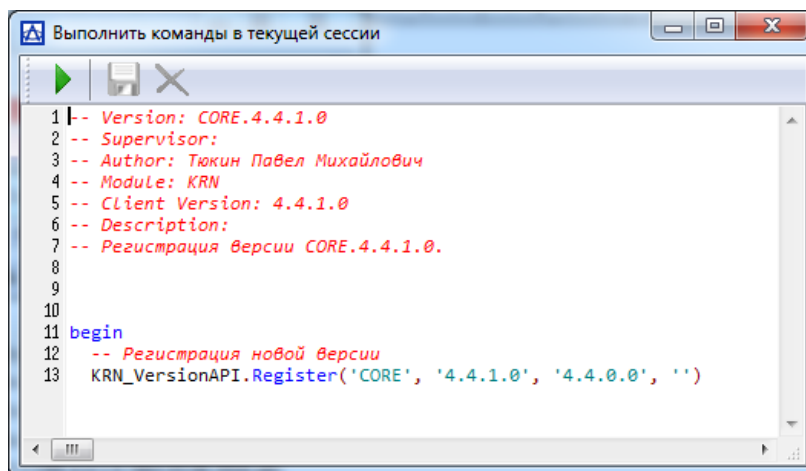 Выполнить команды в текущей сессии
1 -- Version: CORE.4.4.1.0
2 -- Supervisor:
3 -- Author: Тюкин Павел Михайлович
4 -- Module: KRN
5 -- Client Version: 4.4.1.0
6 -- Description:
7 -- Регистрация версии CORE.4.4.1.0.
8
9
10
11 begin
12 -- Регистрация новой версии
13 KRN_VersionAPI.Register('CORE', '4.4.1.0', '4.4.0.0', '')